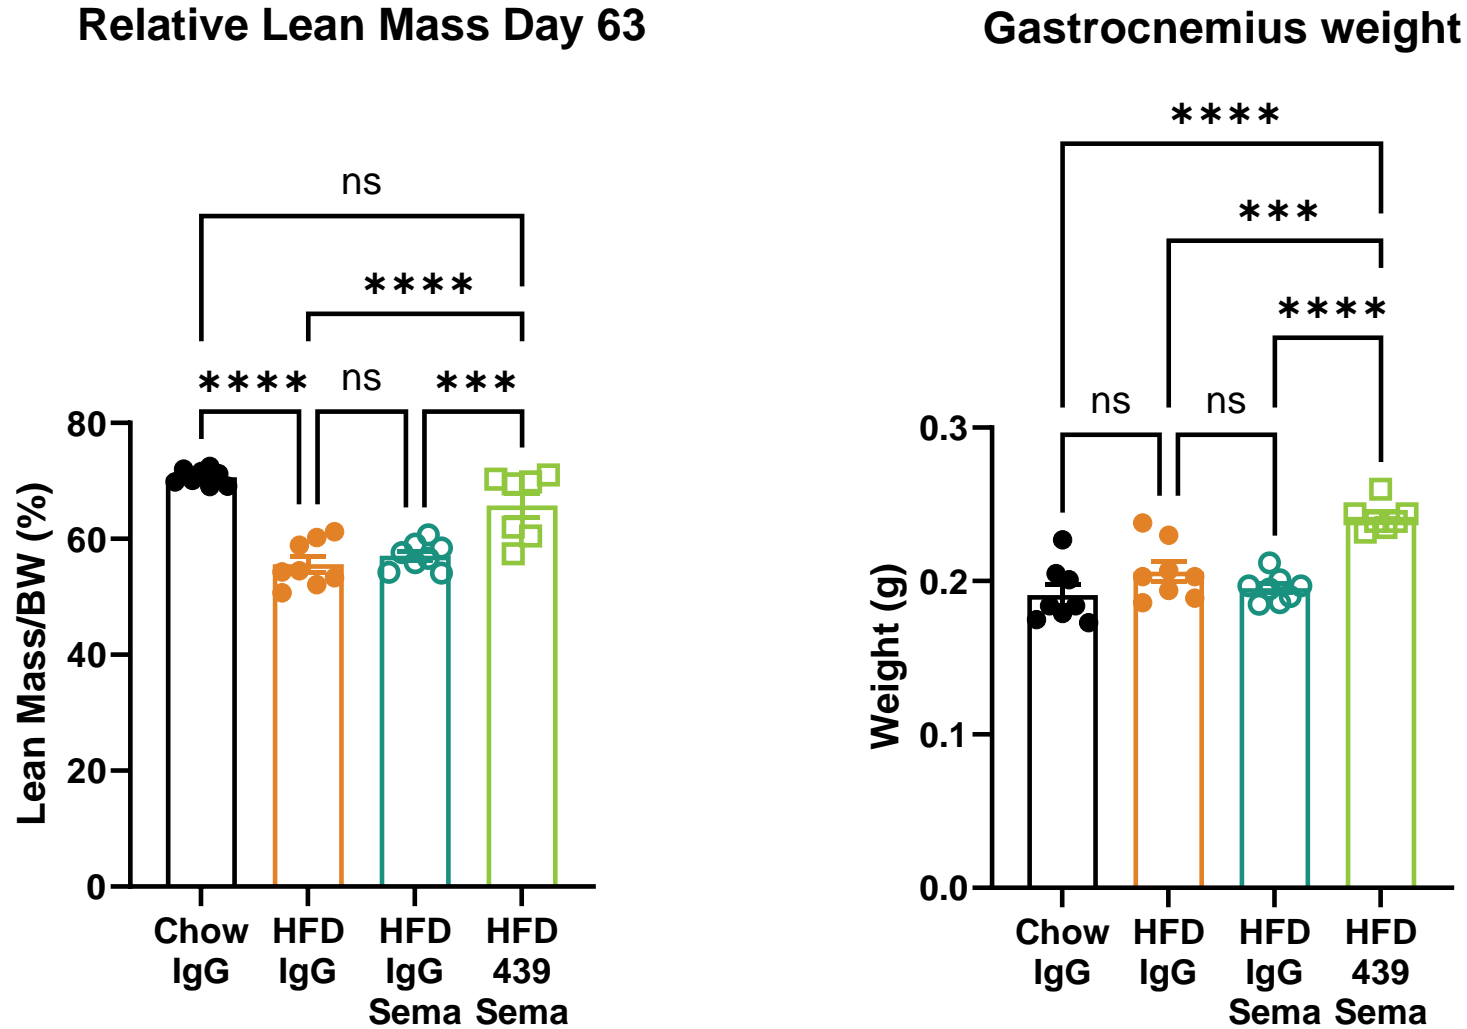 Relative Lean Mass Day 63
ns
****
**** ns ***
Lean Mass/BW (%)
80
60
40
20
0
Chow HFD HFD HFD
IgG IgG IgG 439
Sema Sema
Gastrocnemius weight
****
***
****
ns ns
Weight (g)
0.3
0.2
0.1
0.0
Chow HFD HFD HFD
IgG IgG IgG 439
Sema Sema